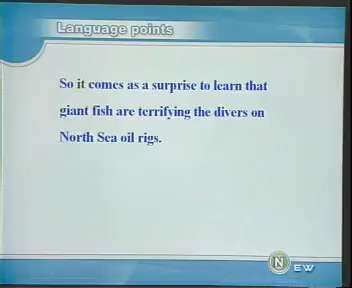 Language points
So it comes as a surprise to learn that
giant fish are terrifying the divers on
North Sea oil rigs.
N EW